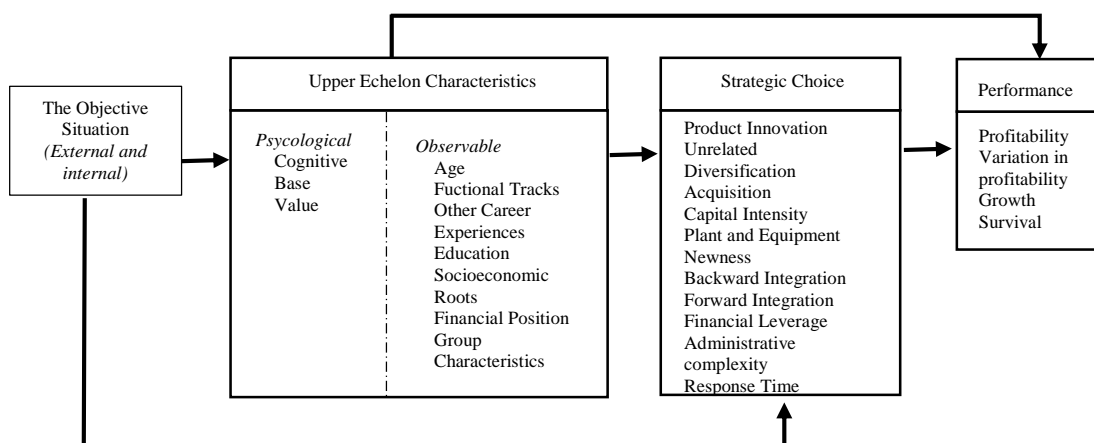 The Objective
Situation
(External and
internal)
Upper Echelon Characteristics
Psycological
Cognitive
Base
Value
Observable
Age
Fuctional Tracks
Other Career
Experiences
Education
Socioeconomic
Roots
Financial Position
Group
Characteristics
Strategic Choice
Product Innovation
Unrelated
Diversification
Acquisition
Capital Intensity
Plant and Equipment
Newness
Backward Integration
Forward Integration
Financial Leverage
Administrative
complexity
Response Time
Performance
Profitability
Variation in
profitability
Growth
Survival